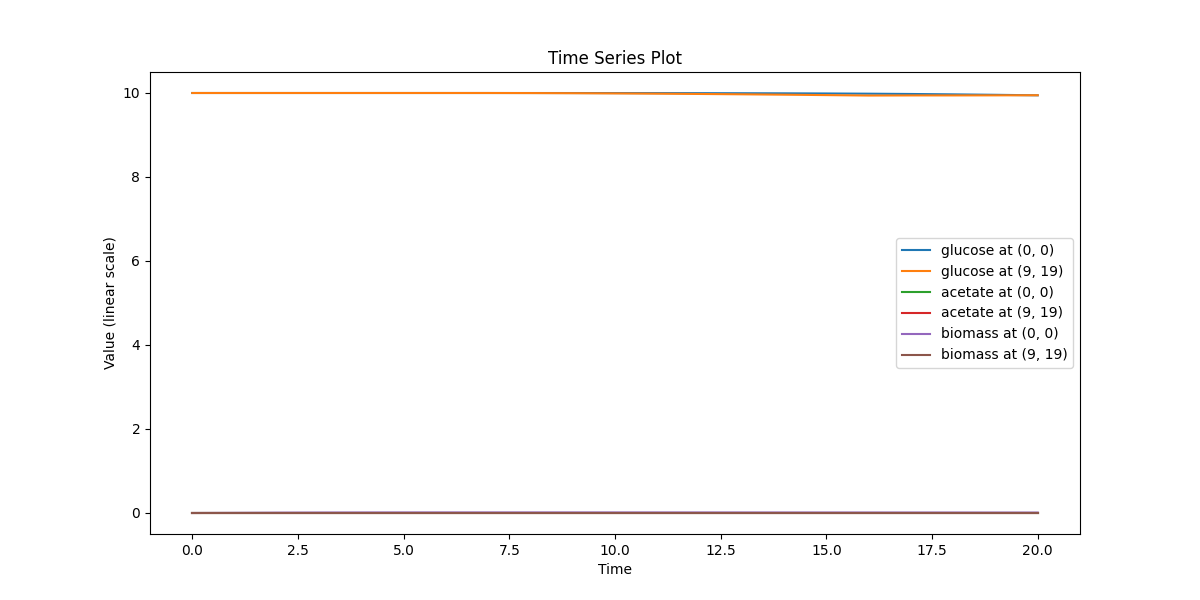 Time Series Plot
Value (linear scale)
10
8
6
4
2
0
glucose at (0, 0)
glucose at (9, 19)
acetate at (0, 0)
acetate at (9, 19)
biomass at (0, 0)
biomass at (9, 19)
0.0 2.5 5.0 7.5 10.0 12.5 15.0 17.5 20.0
Time